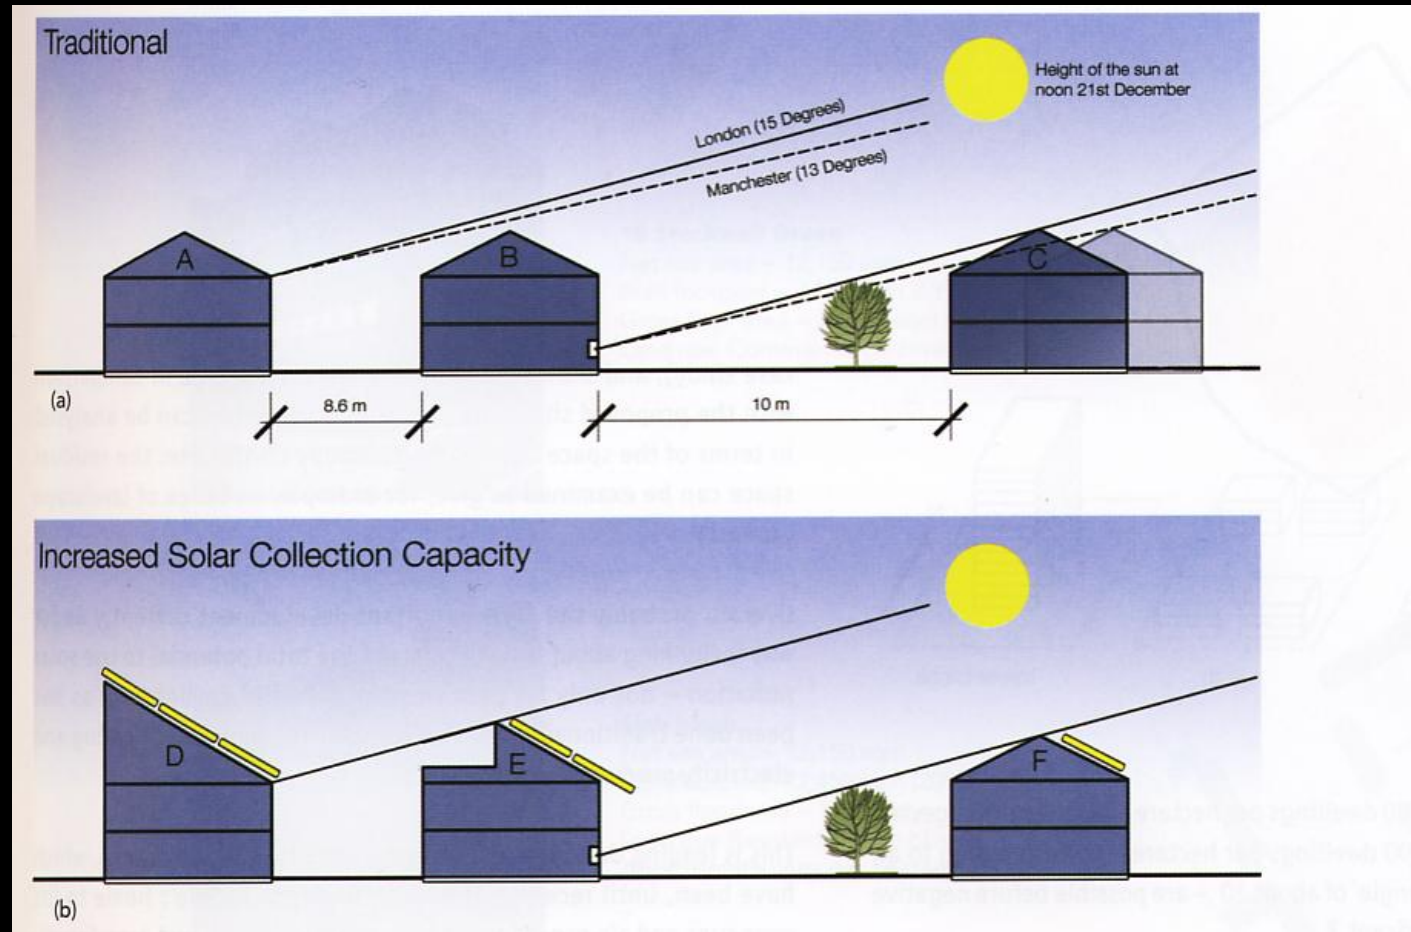 Traditional
Height of the sun at
noon 21st December
London (15 Degrees)
Manchester (13 Degrees)
A
B
C
(a)
8.6 m
10 m
Increased Solar Collection Capacity
D
E
F
(b)